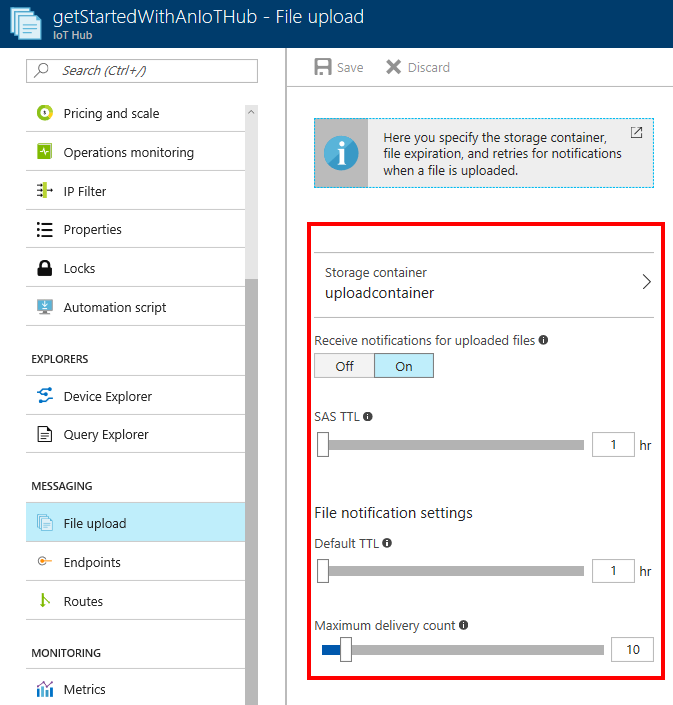 getStartedWithAnIoTHub - File upload
IoT Hub
Search (Ctrl+/)
Pricing and scale
Operations monitoring
IP Filter
Properties
Locks
Automation script
EXPLORERS
Device Explorer
Query Explorer
MESSAGING
File upload
Endpoints
Routes
MONITORING
Metrics
Save Discard
Here you specify the storage container,
file expiration, and retries for notifications
when a file is uploaded.
Storage container
uploadcontainer
Receive notifications for uploaded files
Off On
SAS TTL
1 hr
File notification settings
Default TTL
1 hr
Maximum delivery count
10